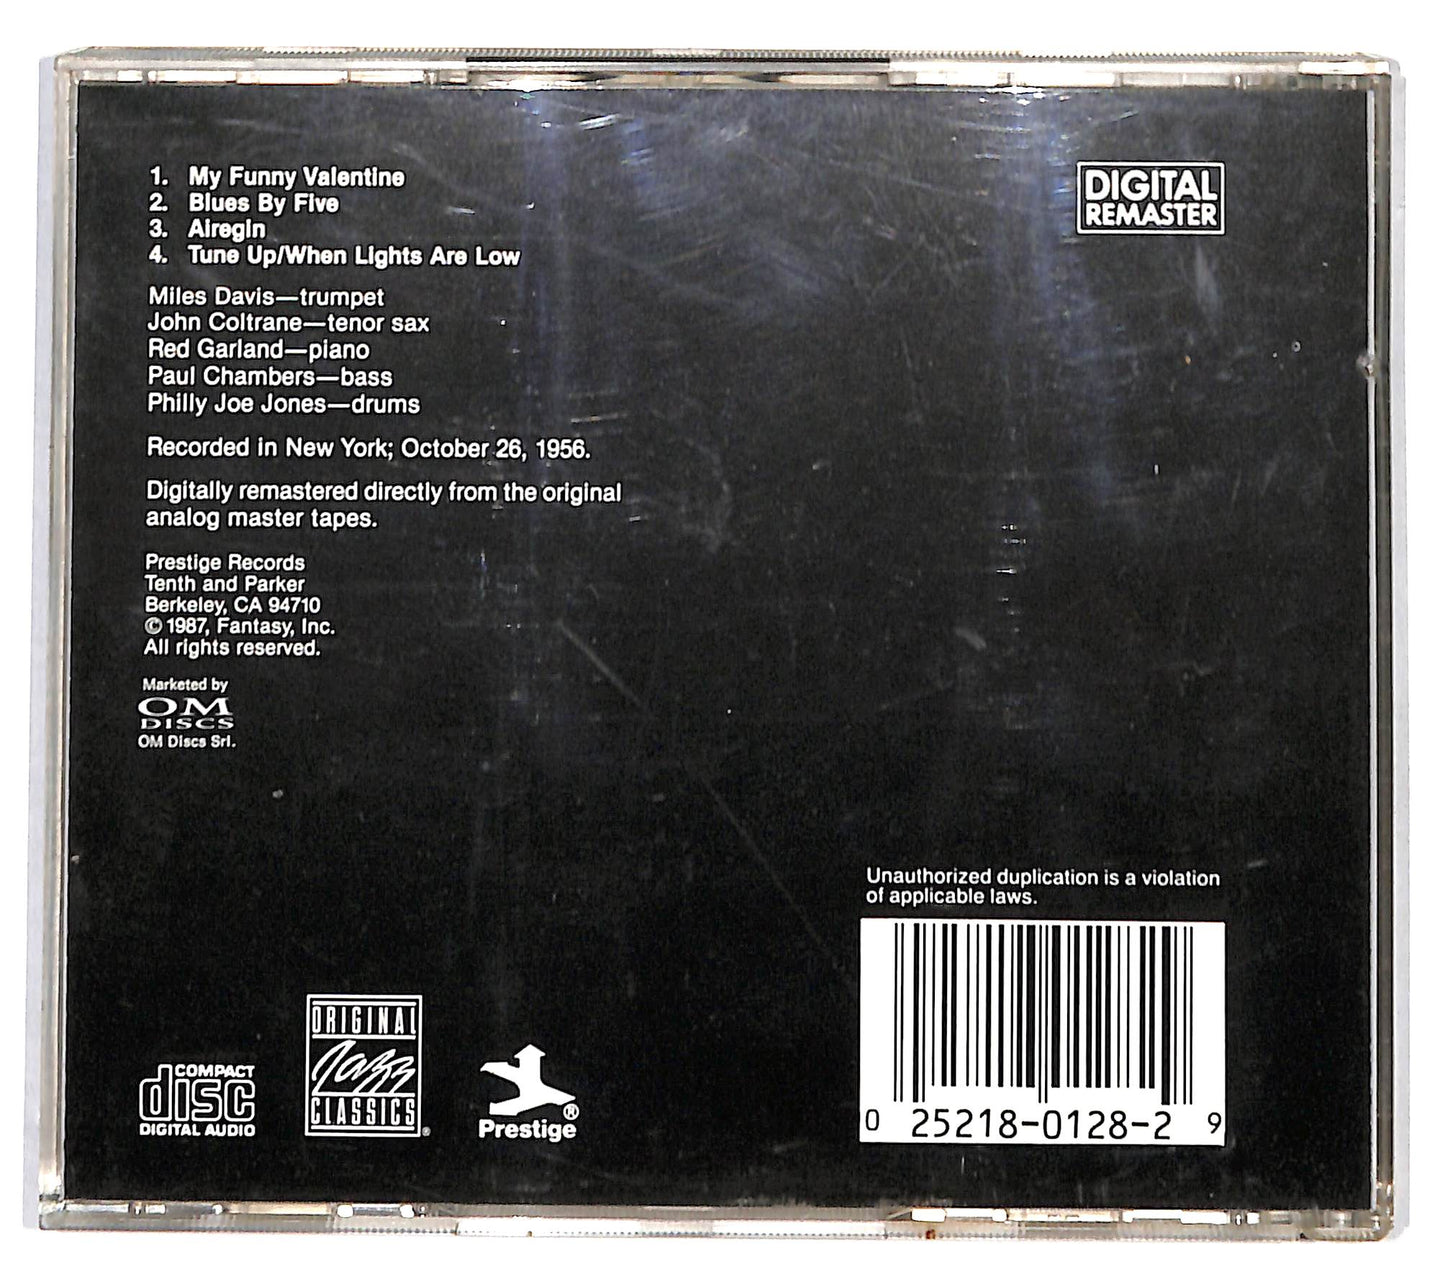 1. My Funny Valentine
2. Blues By Five
3. Airegin
4. Tune Up/When Lights Are Low
DIGITAL
REMASTER
Miles Davis—trumpet
John Coltrane—tenor sax
Red Garland—piano
Paul Chambers—bass
Philly Joe Jones—drums
Recorded in New York; October 26, 1956.
Digitally remastered directly from the original
analog master tapes.
Prestige Records
Tenth and Parker
Berkeley, CA 94710
© 1987, Fantasy, Inc.
All rights reserved.
Marketed by
OM
DISCS
OM Discs Srl.
Unauthorized duplication is a violation
of applicable laws.
COMPACT
disc
DIGITAL AUDIO
ORIGINAL
Jazz
CLASSICS®
Prestige®
0 25218-0128-2 9